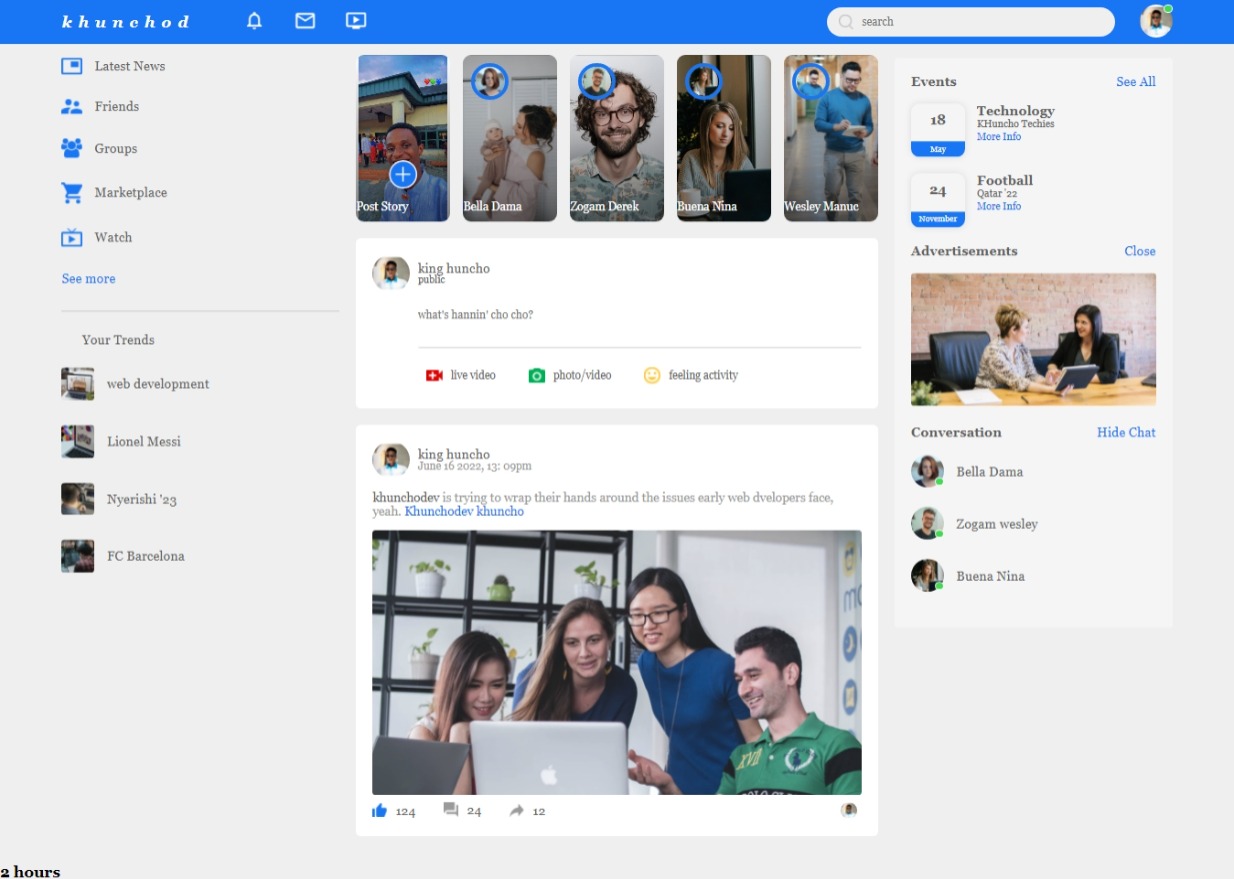 khunchod
search
Latest News
Friends
Groups
Marketplace
Watch
See more
Your Trends
web development
Lionel Messi
Nyerishi '23
FC Barcelona
Post Story
Bella Dama
Zogam Derek
Buena Nina
Wesley Manuc
king huncho
public
what's hannin' cho cho?
live video
photo/video
feeling activity
king huncho
June 16 2022, 13: 09pm
khunchodev is trying to wrap their hands around the issues early web dvelopers face,
yeah. Khunchodev khuncho
XVII
124
24
12
Events
See All
18
May
Technology
KHuncho Techies
More Info
24
November
Football
Qatar '22
More Info
Advertisements
Close
Conversation
Hide Chat
Bella Dama
Zogam wesley
Buena Nina
2 hours